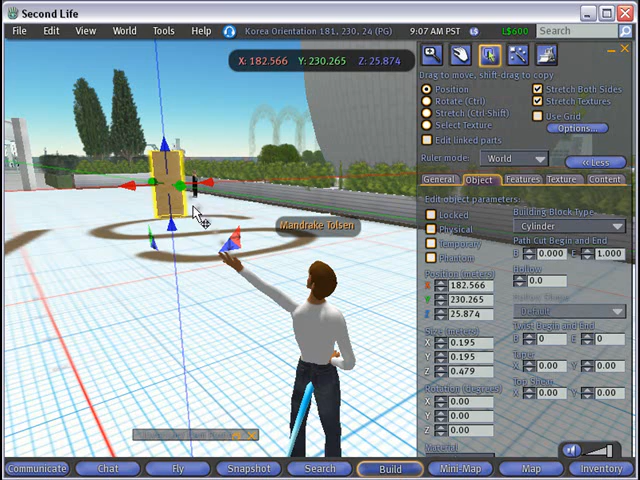 Second Life
File Edit View World Tools Help Korea Orientation 181, 230, 24 (PG) 9:07 AM PST L$ L$600 Search
X: 182.566 Y: 230.265 Z: 25.874
Drag to move, shift-drag to copy
Position
Rotate (Ctrl)
Stretch (Ctrl-Shift)
Select Texture
Edit linked parts
Stretch Both Sides
Stretch Textures
Use Grid
Options...
Ruler mode: World << Less
General Object Features Texture Content
Edit object parameters:
Locked
Physical
Temporary
Phantom
Position (meters)
X 182.566
Y 230.265
Z 25.874
Size (meters)
X 0.195
Y 0.195
Z 0.479
Rotation (degrees)
X 0.00
Y 0.00
Z 0.00
Material
Building Block Type
Cylinder
Path Cut Begin and End
B 0.000 E 1.000
Hollow
0.0
Default
Twist Begin and End
B 0 E 0
Taper
X 0.00 Y 0.00
Top Shear
X 0.00 Y 0.00
Mandrake Tolsen
Communicate Chat Fly Snapshot Search Build Mini-Map Map Inventory